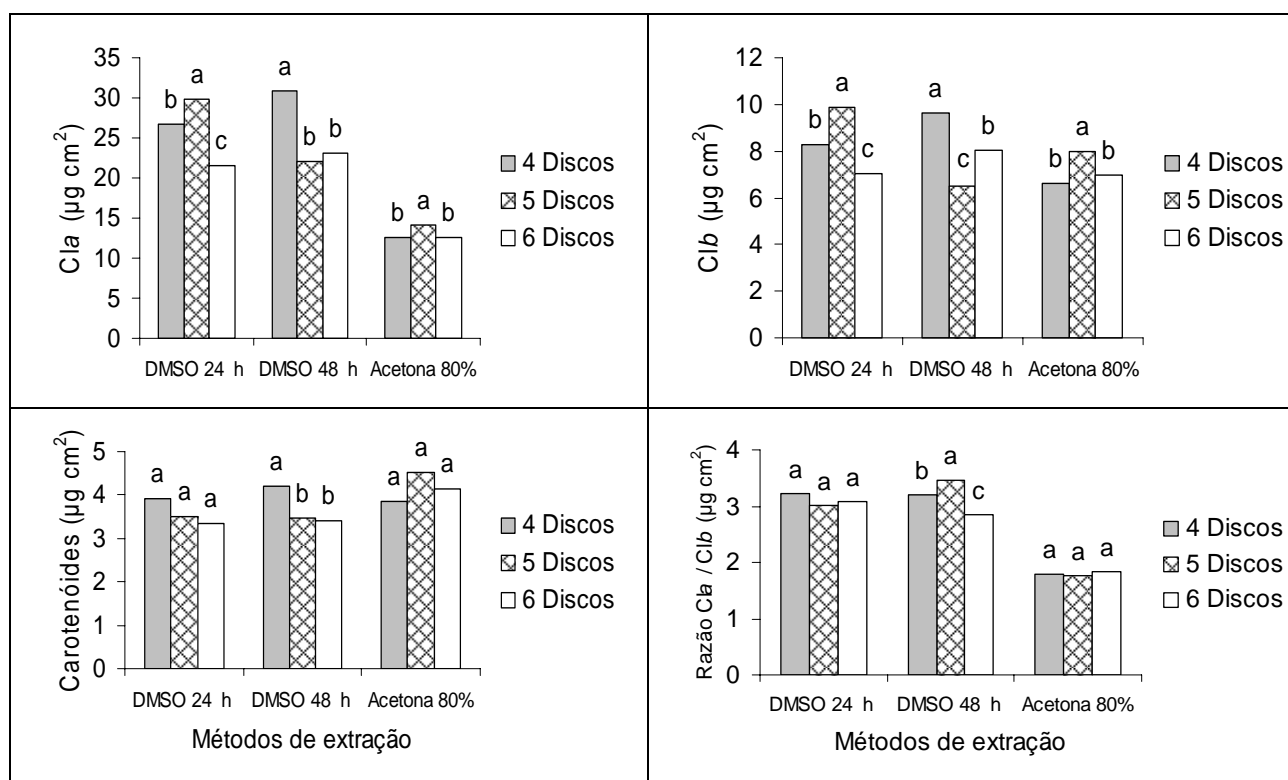 Cla (µg cm²)
35
30
25
20
15
10
5
0
b a c
a b b
b a b
DMSO 24 h DMSO 48 h Acetona 80%
4 Discos
5 Discos
6 Discos
Clb (µg cm²)
12
10
8
6
4
2
0
b a c
a c b
b a b
DMSO 24 h DMSO 48 h Acetona 80%
4 Discos
5 Discos
6 Discos
Carotenóides (µg cm²)
5
4
3
2
1
0
a a a
a b b
a a a
DMSO 24 h DMSO 48 h Acetona 80%
Métodos de extração
4 Discos
5 Discos
6 Discos
Razão Cla / Clb (µg cm²)
4
3
2
1
0
a a a
b a c
a a a
DMSO 24 h DMSO 48 h Acetona 80%
Métodos de extração
4 Discos
5 Discos
6 Discos